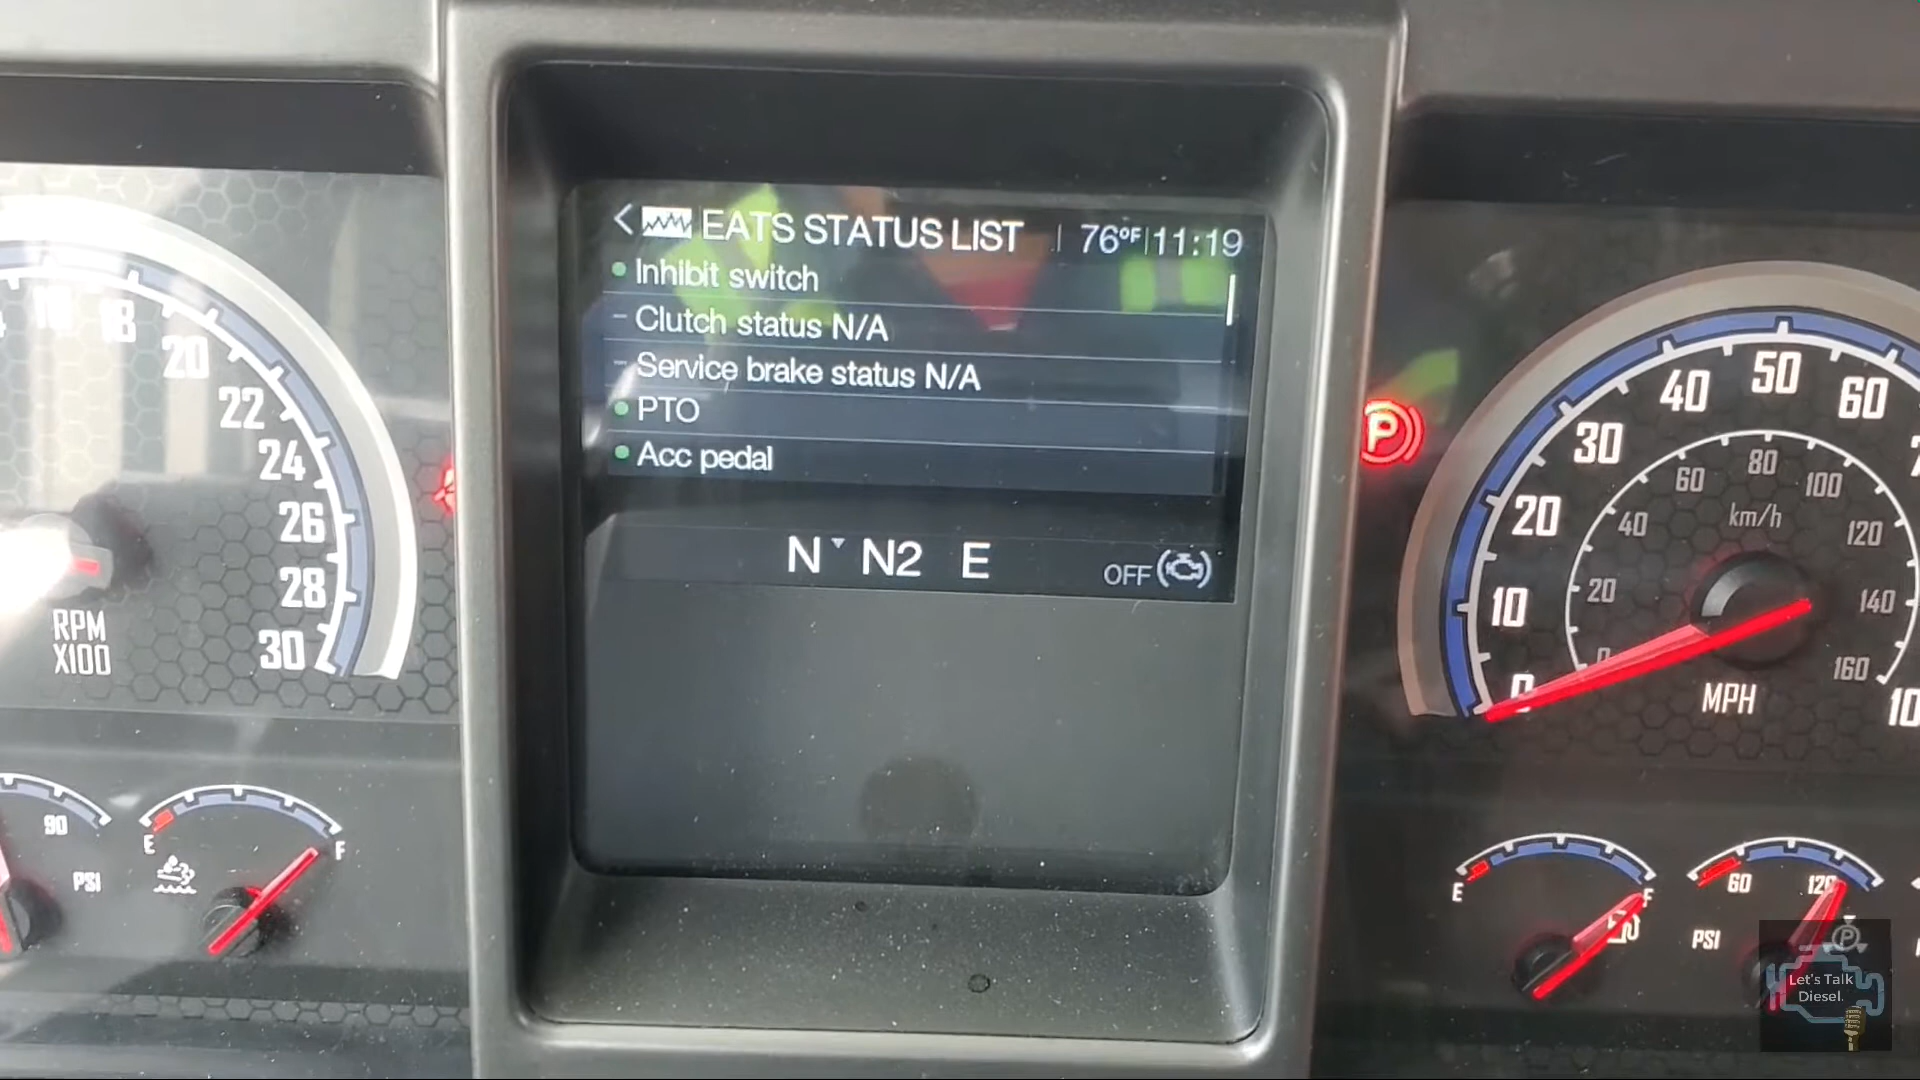 EATS STATUS LIST 76°F 11:19
Inhibit switch
Clutch status N/A
Service brake status N/A
PTO
Acc pedal
N N2 E OFF
18
20
22
24
26
28
30
RPM
X100
90
PSI
E F
P
0 10 20 30 40 50 60
0 20 40 60 80 100 120 140 160
km/h
MPH
E F
60 120
PSI
P
Let's Talk
Diesel